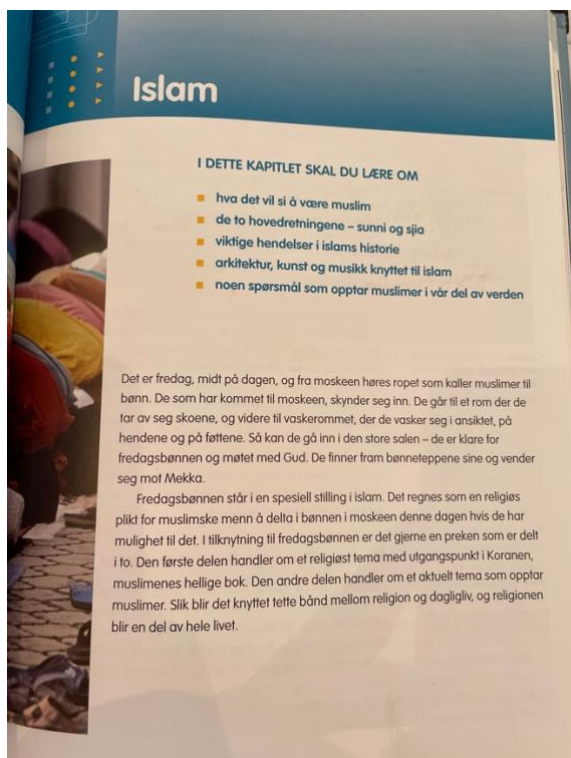 Islam
I DETTE KAPITLET SKAL DU LÆRE OM
hva det vil si å være muslim
de to hovedretningene – sunni og sjia
viktige hendelser i islams historie
arkitektur, kunst og musikk knyttet til islam
noen spørsmål som opptar muslimer i vår del av verden
Det er fredag, midt på dagen, og fra moskeen høres ropet som kaller muslimer til
bønn. De som har kommet til moskeen, skynder seg inn. De går til et rom der de
tar av seg skoene, og videre til vaskerommet, der de vasker seg i ansiktet, på
hendene og på føttene. Så kan de gå inn i den store salen – de er klare for
fredagsbønnen og møtet med Gud. De finner fram bønneteppene sine og vender
seg mot Mekka.
Fredagsbønnen står i en spesiell stilling i islam. Det regnes som en religiøs
plikt for muslimske menn å delta i bønnen i moskeen denne dagen hvis de har
mulighet til det. I tilknytning til fredagsbønnen er det gjerne en preken som er delt
i to. Den første delen handler om et religiøst tema med utgangspunkt i Koranen,
muslimenes hellige bok. Den andre delen handler om et aktuelt tema som opptar
muslimer. Slik blir det knyttet tette bånd mellom religion og dagligliv, og religionen
blir en del av hele livet.